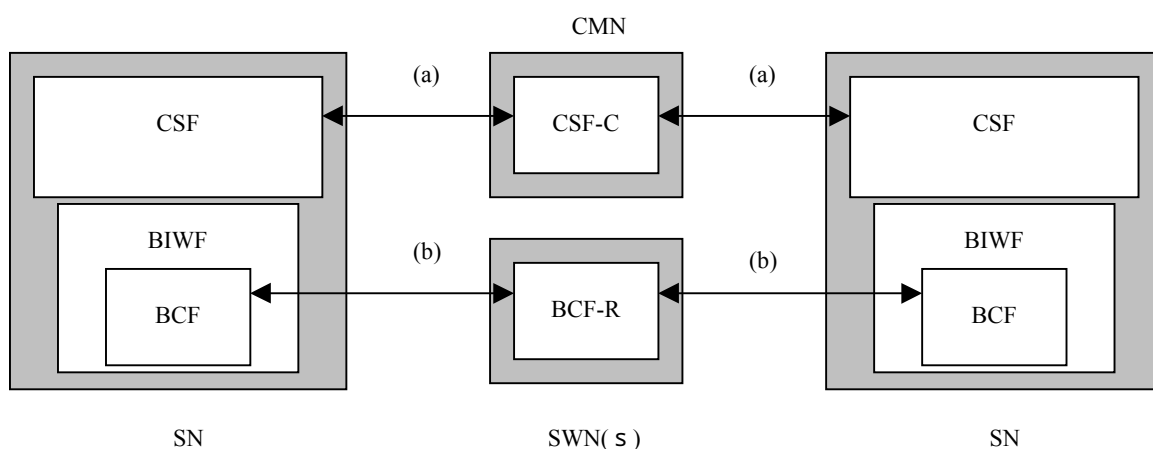 CMN
(a) (a)
CSF CSF-C CSF
BIWF (b) (b) BIWF
BCF BCF-R BCF
SN SWN( s ) SN